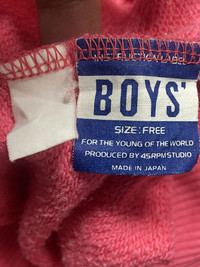 BOYS'
SIZE: FREE
FOR THE YOUNG OF THE WORLD
PRODUCED BY 45RPM STUDIO
MADE IN JAPAN